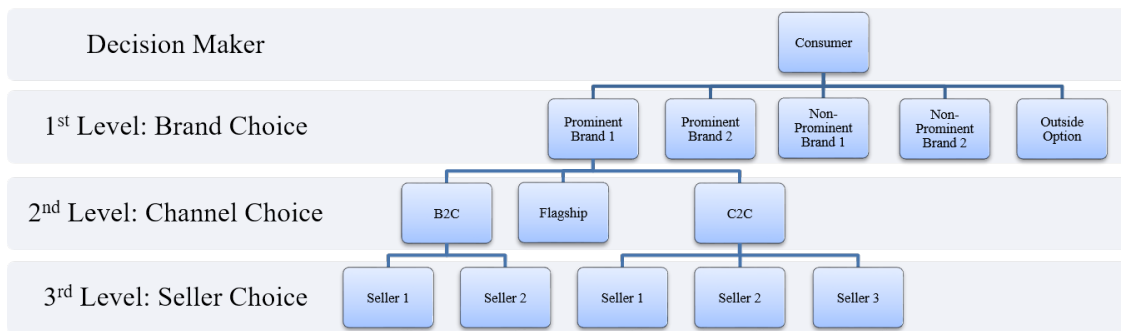 Decision Maker
Consumer
1st Level: Brand Choice
Prominent
Brand 1
Prominent
Brand 2
Non-
Prominent
Brand 1
Non-
Prominent
Brand 2
Outside
Option
2nd Level: Channel Choice
B2C
Flagship
C2C
3rd Level: Seller Choice
Seller 1
Seller 2
Seller 1
Seller 2
Seller 3